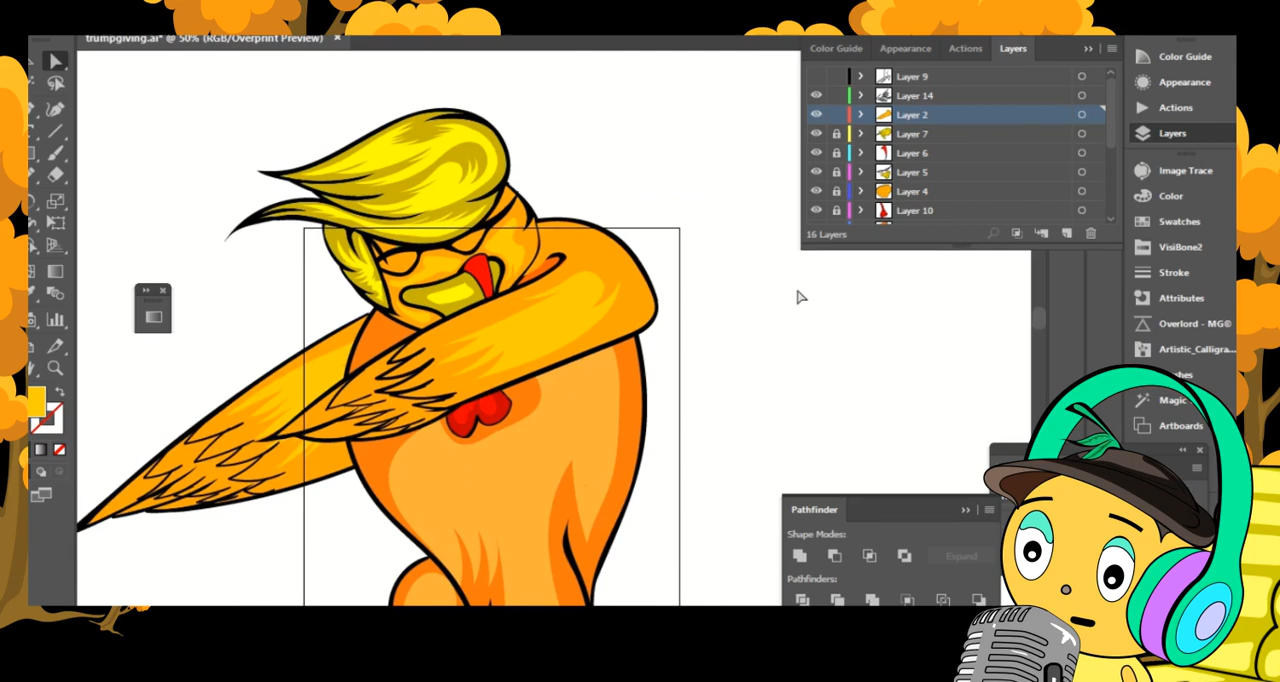 trumpgiving.ai* @ 50% (RGB/Overprint Preview)
Color Guide Appearance Actions Layers
Layer 9
Layer 14
Layer 2
Layer 7
Layer 6
Layer 5
Layer 4
Layer 10
16 Layers
Color Guide
Appearance
Actions
Layers
Image Trace
Color
Swatches
VisiBone2
Stroke
Attributes
Overlord - MG®
Artistic_Calligra...
Magic
Artboards
Pathfinder
Shape Modes:
Expand
Pathfinders: